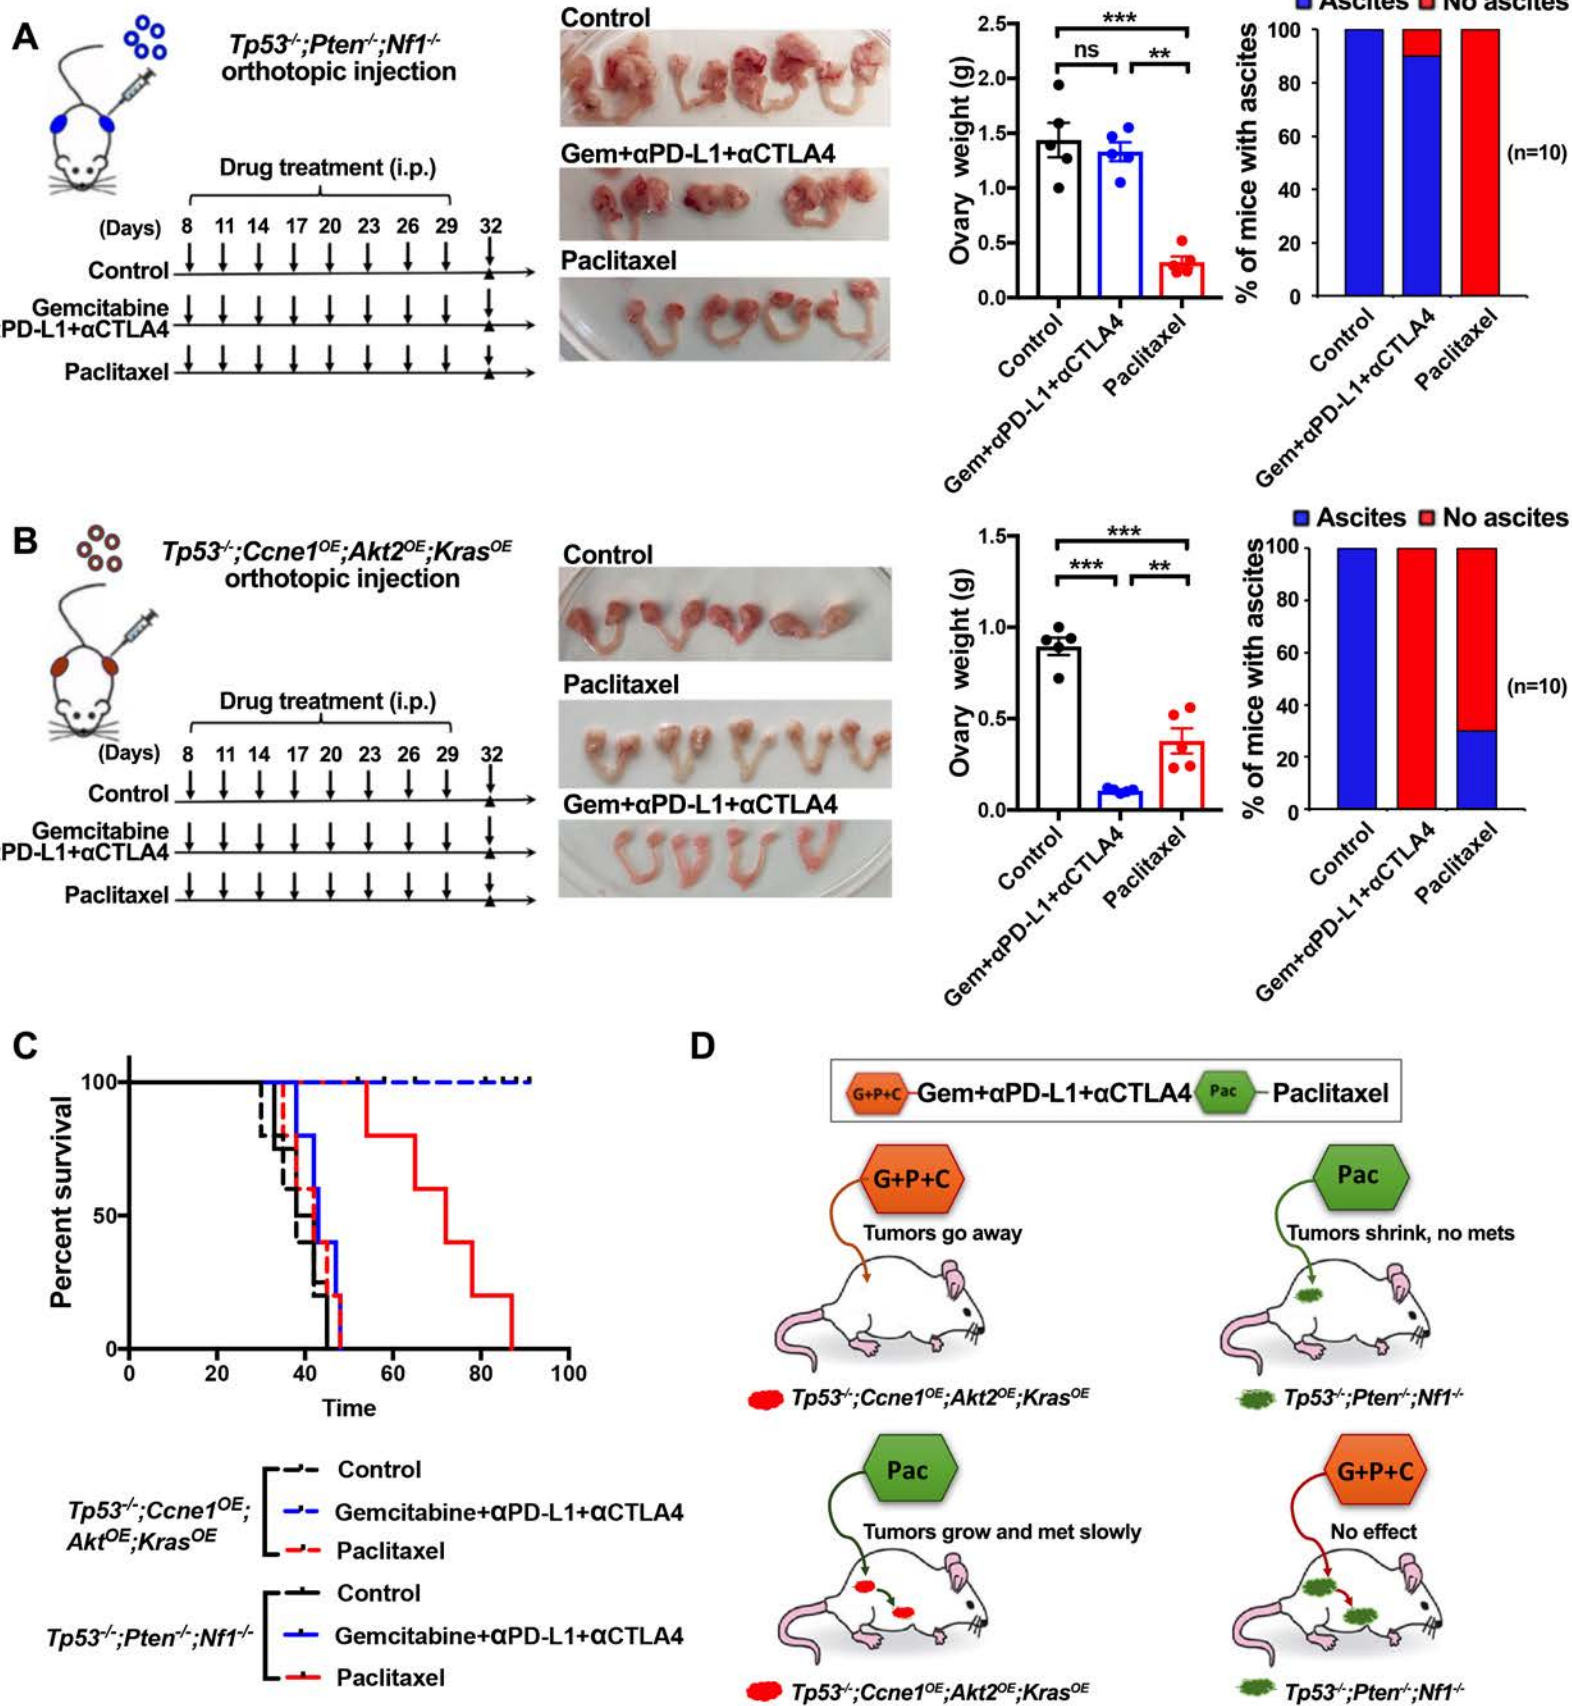 A
Tp53-/-;Pten-/-;Nf1-/-
orthotopic injection
Drug treatment (i.p.)
(Days) 8 11 14 17 20 23 26 29 32
Control
Gemcitabine
PD-L1+αCTLA4
Paclitaxel
Control
Gem+αPD-L1+αCTLA4
Paclitaxel
Ovary weight (g)
2.5
2.0
1.5
1.0
0.5
0.0
***
ns
**
Control
Gem+αPD-L1+αCTLA4
Paclitaxel
Ascites No ascites
% of mice with ascites
100
80
60
40
20
0
(n=10)
Control
Gem+αPD-L1+αCTLA4
Paclitaxel
B
Tp53-/-;Ccne1OE;Akt2OE;KrasOE
orthotopic injection
Drug treatment (i.p.)
(Days) 8 11 14 17 20 23 26 29 32
Control
Gemcitabine
PD-L1+αCTLA4
Paclitaxel
Control
Paclitaxel
Gem+αPD-L1+αCTLA4
Ovary weight (g)
1.5
1.0
0.5
0.0
***
***
**
Control
Gem+αPD-L1+αCTLA4
Paclitaxel
Ascites No ascites
% of mice with ascites
100
80
60
40
20
0
(n=10)
Control
Gem+αPD-L1+αCTLA4
Paclitaxel
C
Percent survival
100
50
0
0 20 40 60 80 100
Time
Tp53-/-;Ccne1OE;
AktOE;KrasOE
Control
Gemcitabine+αPD-L1+αCTLA4
Paclitaxel
Tp53-/-;Pten-/-;Nf1-/-
Control
Gemcitabine+αPD-L1+αCTLA4
Paclitaxel
D
G+P+C Gem+αPD-L1+αCTLA4 Pac Paclitaxel
G+P+C
Tumors go away
Tp53-/-;Ccne1OE;Akt2OE;KrasOE
Pac
Tumors shrink, no mets
Tp53-/-;Pten-/-;Nf1-/-
Pac
Tumors grow and met slowly
Tp53-/-;Ccne1OE;Akt2OE;KrasOE
G+P+C
No effect
Tp53-/-;Pten-/-;Nf1-/-